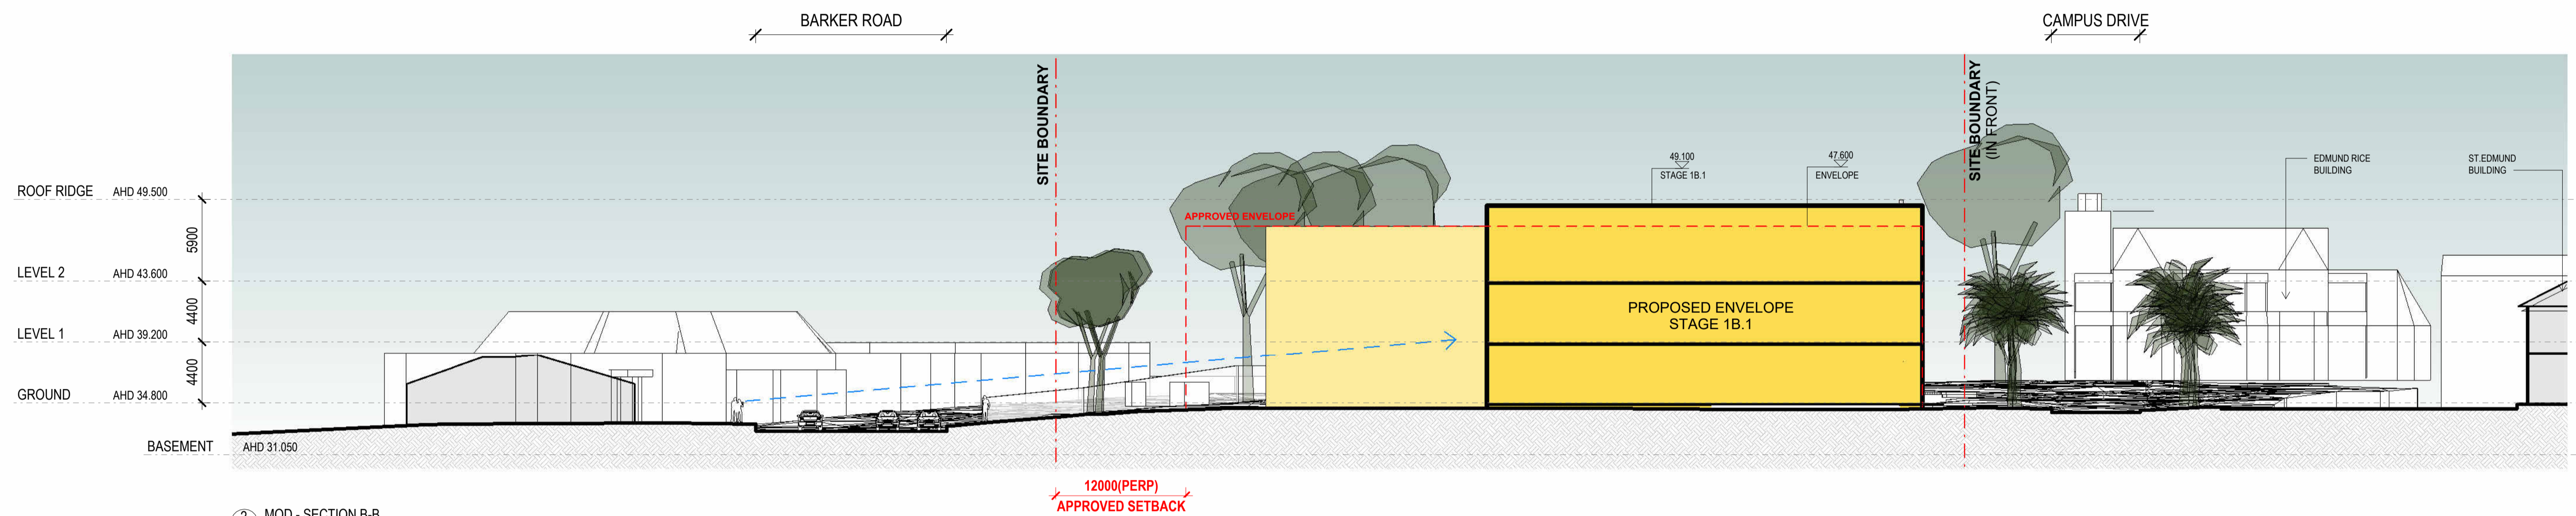 BARKER ROAD
CAMPUS DRIVE
SITE BOUNDARY
SITE BOUNDARY
(IN FRONT)
49.100
STAGE 1B.1
47.600
ENVELOPE
EDMUND RICE
BUILDING
ST.EDMUND
BUILDING
ROOF RIDGE AHD 49.500
APPROVED ENVELOPE
5900
LEVEL 2 AHD 43.600
4400
PROPOSED ENVELOPE
STAGE 1B.1
LEVEL 1 AHD 39.200
4400
GROUND AHD 34.800
BASEMENT AHD 31.050
12000(PERP)
APPROVED SETBACK
2 MOD - SECTION B-B